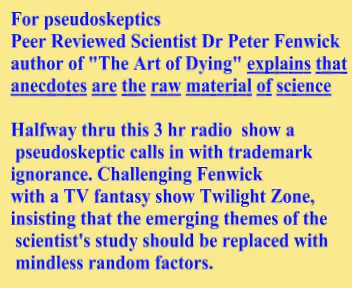 For pseudoskeptics
Peer Reviewed Scientist Dr Peter Fenwick
author of "The Art of Dying" explains that
anecdotes are the raw material of science
Halfway thru this 3 hr radio show a
pseudoskeptic calls in with trademark
ignorance. Challenging Fenwick
with a TV fantasy show Twilight Zone,
insisting that the emerging themes of the
scientist's study should be replaced with
mindless random factors.